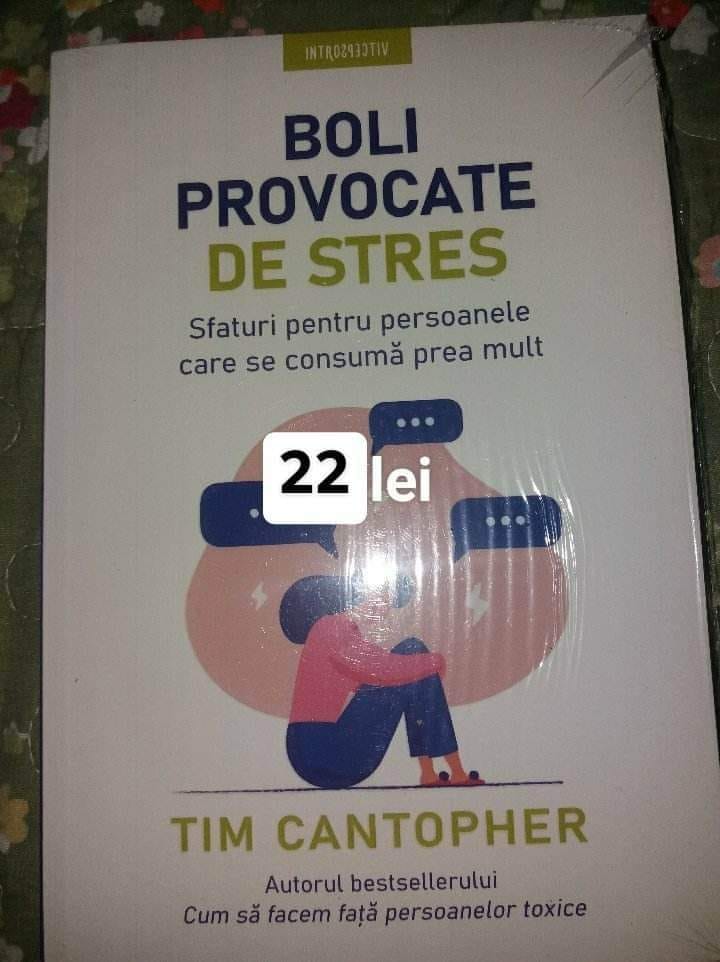 INTROSPECTIV
BOLI
PROVOCATE
DE STRES
Sfaturi pentru persoanele
care se consumă prea mult
22 lei
TIM CANTOPHER
Autorul bestsellerului
Cum să facem față persoanelor toxice